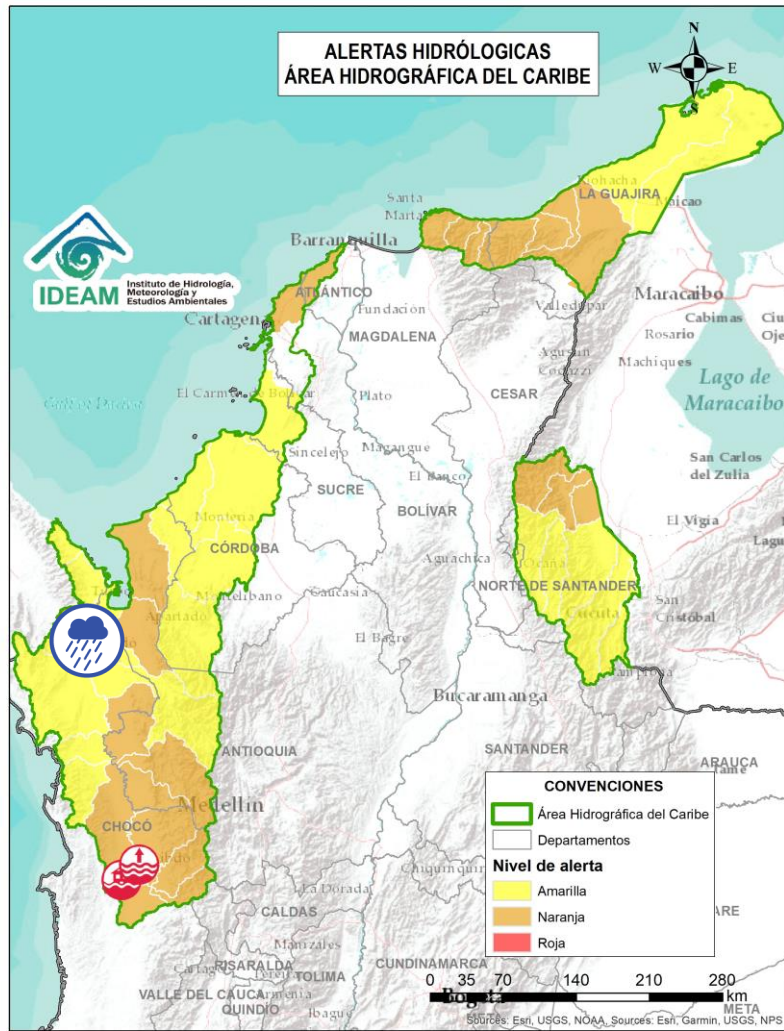 ALERTAS HIDRÓLOGICAS
ÁREA HIDROGRÁFICA DEL CARIBE
N
W E
S
IDEAM
Instituto de Hidrología,
Meteorología y
Estudios Ambientales
LA GUAJIRA
Maicao
Santa
Marta
Barranquilla
ATLÁNTICO
Fundación
Valledupar
Maracaibo
Cabimas
Rosario
Machiques
MAGDALENA
Agustín
Codazzi
El Carmen de Bolívar
Plato
CESAR
Lago de
Maracaibo
Sincelejo
Magangue
San Carlos
del Zulia
SUCRE
El Banco
BOLÍVAR
El Vigía
Montería
CÓRDOBA
Aguachica
Ocaña
NORTE DE SANTANDER
Montelíbano
Caucasia
Apartado
Cucuta
San
Cristóbal
El Bagre
Bucaramanga
ANTIOQUIA
SANTANDER
ARAUCA
Medellín
CHOCÓ
La Dorada
CALDAS
Manizales
RISARALDA
TOLIMA
CUNDINAMARCA
VALLE DEL CAUCA
QUINDÍO
Ibague
Bogotá
META
META
CONVENCIONES
Área Hidrográfica del Caribe
Departamentos
Nivel de alerta
Amarilla
Naranja
Roja
0 35 70 140 210 280
km
Sources: Esri, USGS, NOAA, Sources: Esri, Garmin, USGS, NPS